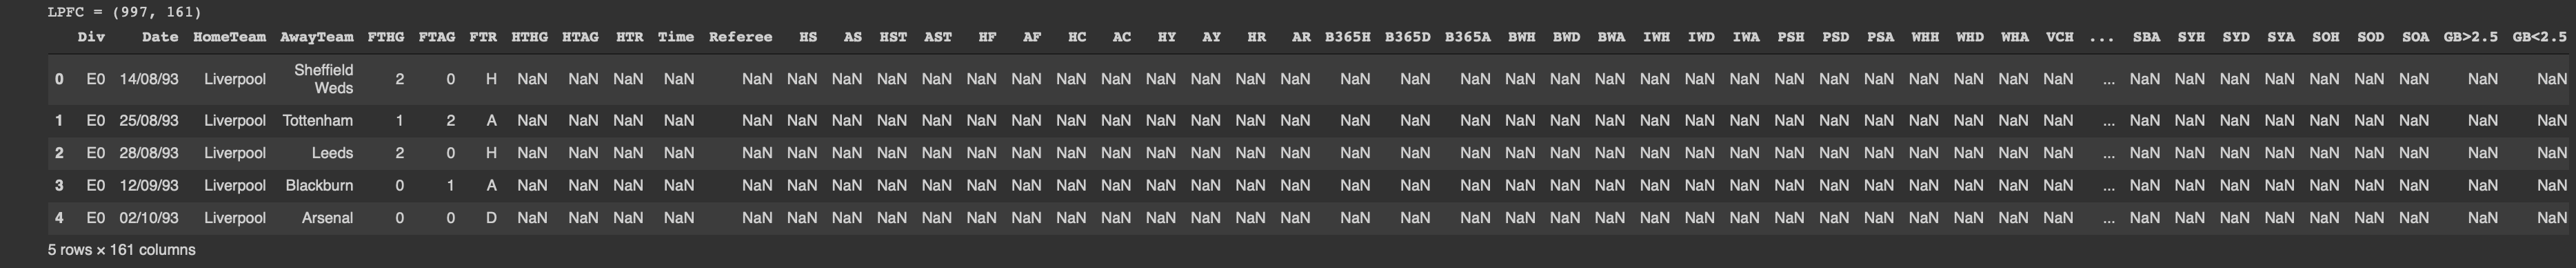 LPFC = (997, 161)
Div Date HomeTeam AwayTeam FTHG FTAG FTR HTHG HTAG HTR Time Referee HS AS HST AST HF AF HC AC HY AY HR AR B365H B365D B365A BWH BWD BWA IWH IWD IWA PSH PSD PSA WHH WHD WHA VCH ... SBA SYH SYD SYA SOH SOD SOA GB>2.5 GB<2.5
0 E0 14/08/93 Liverpool Sheffield Weds 2 0 H NaN NaN NaN NaN NaN NaN NaN NaN NaN NaN NaN NaN NaN NaN NaN NaN NaN NaN NaN NaN NaN NaN NaN NaN NaN NaN NaN NaN NaN NaN NaN NaN ... NaN NaN NaN NaN NaN NaN NaN NaN NaN
1 E0 25/08/93 Liverpool Tottenham 1 2 A NaN NaN NaN NaN NaN NaN NaN NaN NaN NaN NaN NaN NaN NaN NaN NaN NaN NaN NaN NaN NaN NaN NaN NaN NaN NaN NaN NaN NaN NaN NaN NaN ... NaN NaN NaN NaN NaN NaN NaN NaN NaN
2 E0 28/08/93 Liverpool Leeds 2 0 H NaN NaN NaN NaN NaN NaN NaN NaN NaN NaN NaN NaN NaN NaN NaN NaN NaN NaN NaN NaN NaN NaN NaN NaN NaN NaN NaN NaN NaN NaN NaN NaN NaN ... NaN NaN NaN NaN NaN NaN NaN NaN NaN
3 E0 12/09/93 Liverpool Blackburn 0 1 A NaN NaN NaN NaN NaN NaN NaN NaN NaN NaN NaN NaN NaN NaN NaN NaN NaN NaN NaN NaN NaN NaN NaN NaN NaN NaN NaN NaN NaN NaN NaN NaN NaN ... NaN NaN NaN NaN NaN NaN NaN NaN NaN
4 E0 02/10/93 Liverpool Arsenal 0 0 D NaN NaN NaN NaN NaN NaN NaN NaN NaN NaN NaN NaN NaN NaN NaN NaN NaN NaN NaN NaN NaN NaN NaN NaN NaN NaN NaN NaN NaN NaN NaN NaN NaN ... NaN NaN NaN NaN NaN NaN NaN NaN NaN
5 rows × 161 columns